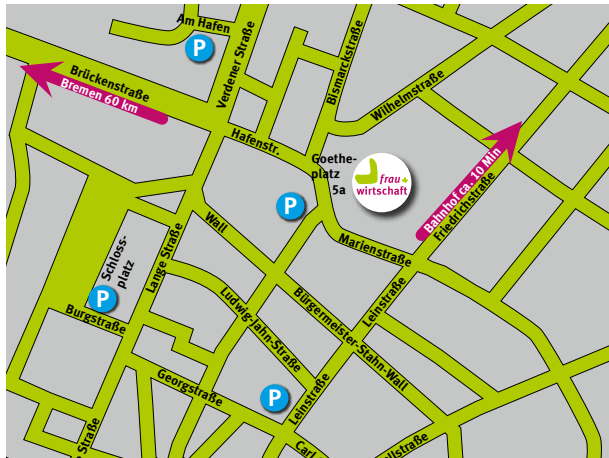 Am Hafen
P
Verdener Straße
Bismarckstraße
Brückenstraße
Bremen 60 km
Wilhelmstraße
Hafenstr.
Goethe-
platz
5a
frau+
wirtschaft
Bahnhof ca. 10 Min
Friedrichstraße
P
Wall
Marienstraße
Lange Straße
Schloss-
platz
P
Burgstraße
Ludwig-Jahn-Straße
Bürgermeister-Stahn-Wall
Leinstraße
Georgstraße
P
Leinstraße
Straße
Carl